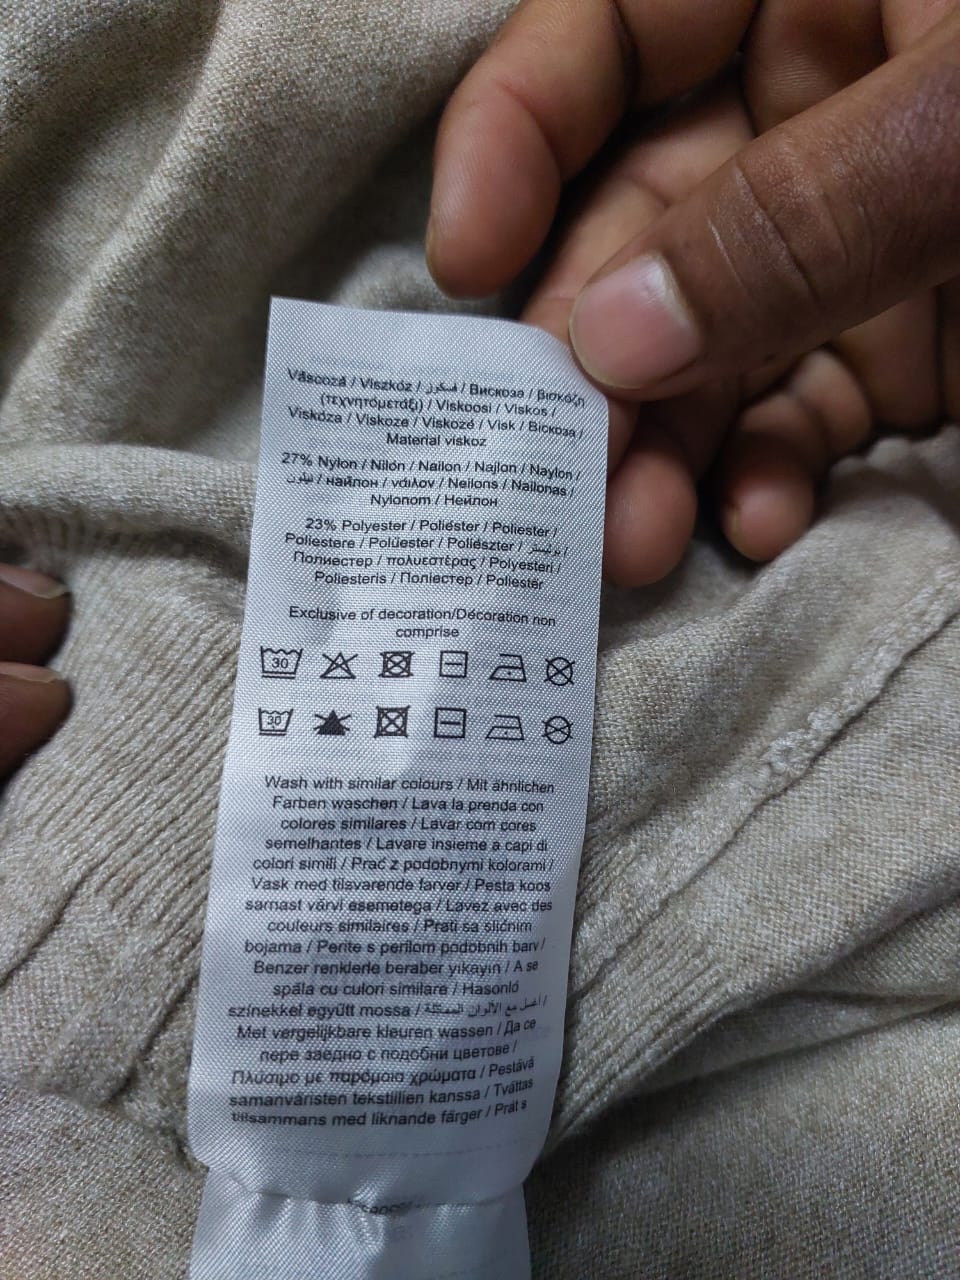 Vâscoză / Viszkóz / فسكوز / Вискоза / Βισκόζη
(τεχνητόμετάξι) / Viskoosi / Viskos /
Viskóza / Viskoze / Viskozė / Visk / Віскоза /
Material viskoz
27% Nylon / Nilón / Nailon / Najlon / Naylon /
نيلون / найлон / νάιλον / Neilons / Nailonas /
Nylonom / Нейлон
23% Polyester / Poliéster / Poliester /
Poliestere / Polüester / Poliészter / بوليستر /
Полиестер / πολυεστέρας / Polyesteri /
Poliesteris / Поліестер / Poliestér
Exclusive of decoration/Décoration non
comprise
30
30
Wash with similar colours / Mit ähnlichen
Farben waschen / Lava la prenda con
colores similares / Lavar com cores
semelhantes / Lavare insieme a capi di
colori simili / Prać z podobnymi kolorami /
Vask med tilsvarende farver / Pesta koos
sarnast värvi esemetega / Lavez avec des
couleurs similaires / Prati sa sličnim
bojama / Perite s perilom podobnih barv /
Benzer renklerle beraber yıkayın / A se
spăla cu culori similare / Hasonló
színekkel együtt mossa / اغسل مع الألوان المماثلة /
Met vergelijkbare kleuren wassen / Да се
пере заедно с подобни цветове /
Πλύσιμο με παρόμοια χρώματα / Pestävä
samanväristen tekstiilien kanssa / Tvättas
tillsammans med liknande färger / Prát s